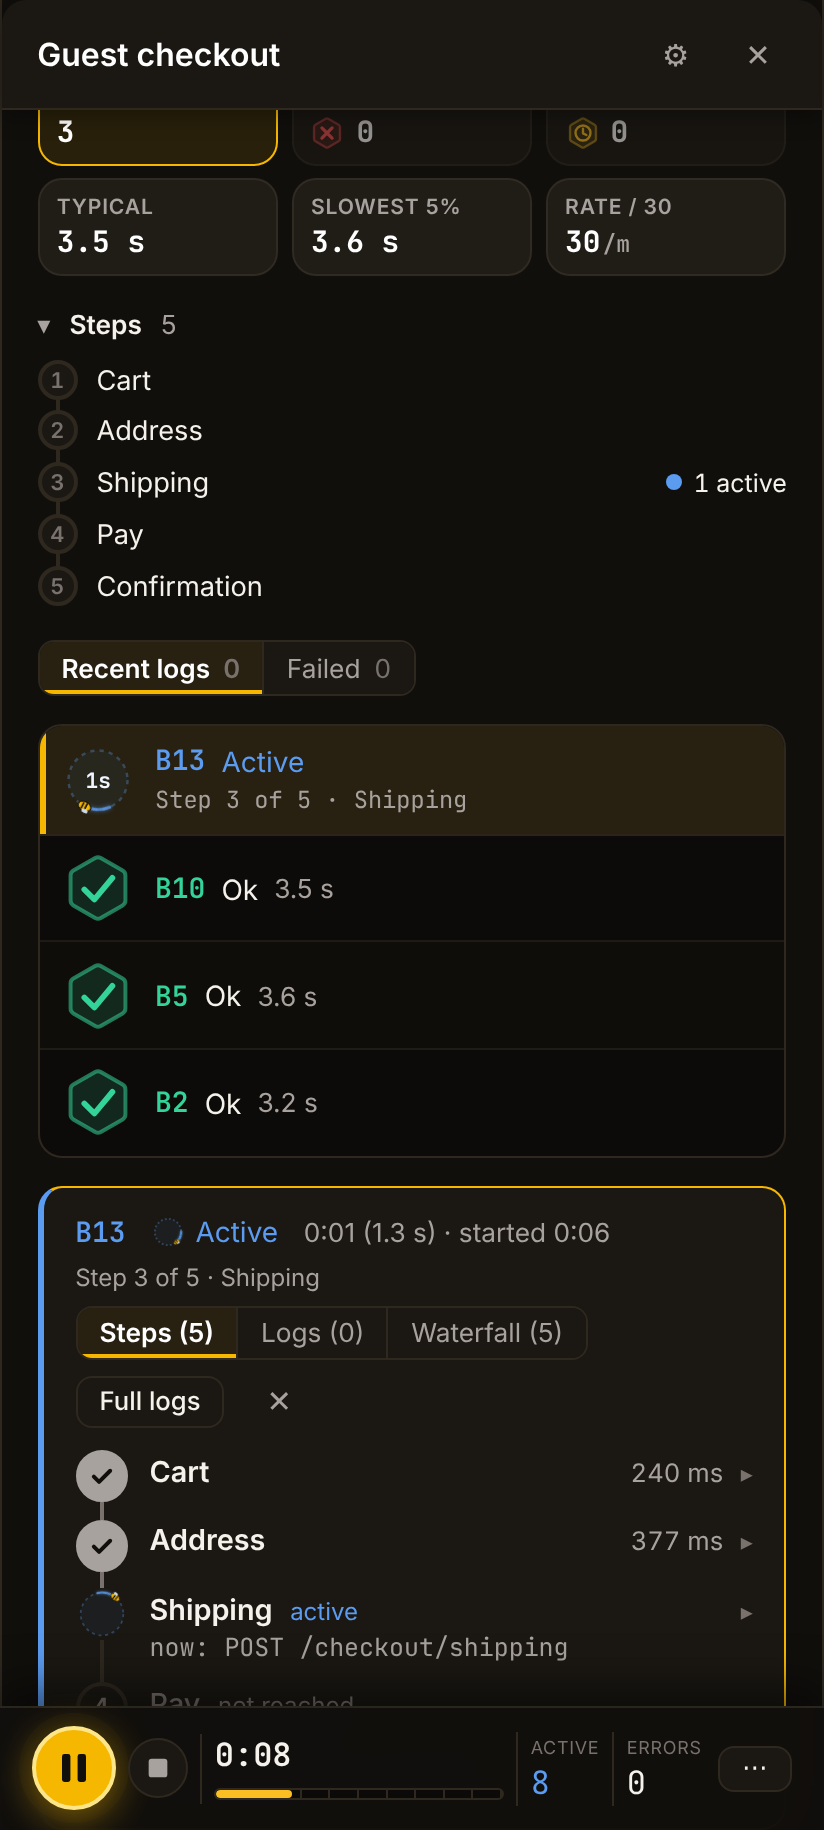 Guest checkout
3
0
0
TYPICAL
3.5 s
SLOWEST 5%
3.6 s
RATE / 30
30/m
Steps 5
1 Cart
2 Address
3 Shipping
1 active
4 Pay
5 Confirmation
Recent logs 0
Failed 0
1s
B13 Active
Step 3 of 5 · Shipping
B10 Ok 3.5 s
B5 Ok 3.6 s
B2 Ok 3.2 s
B13 Active 0:01 (1.3 s) · started 0:06
Step 3 of 5 · Shipping
Steps (5)
Logs (0)
Waterfall (5)
Full logs
Cart 240 ms
Address 377 ms
Shipping active
now: POST /checkout/shipping
4 Pay not reached
0:08
ACTIVE
8
ERRORS
0